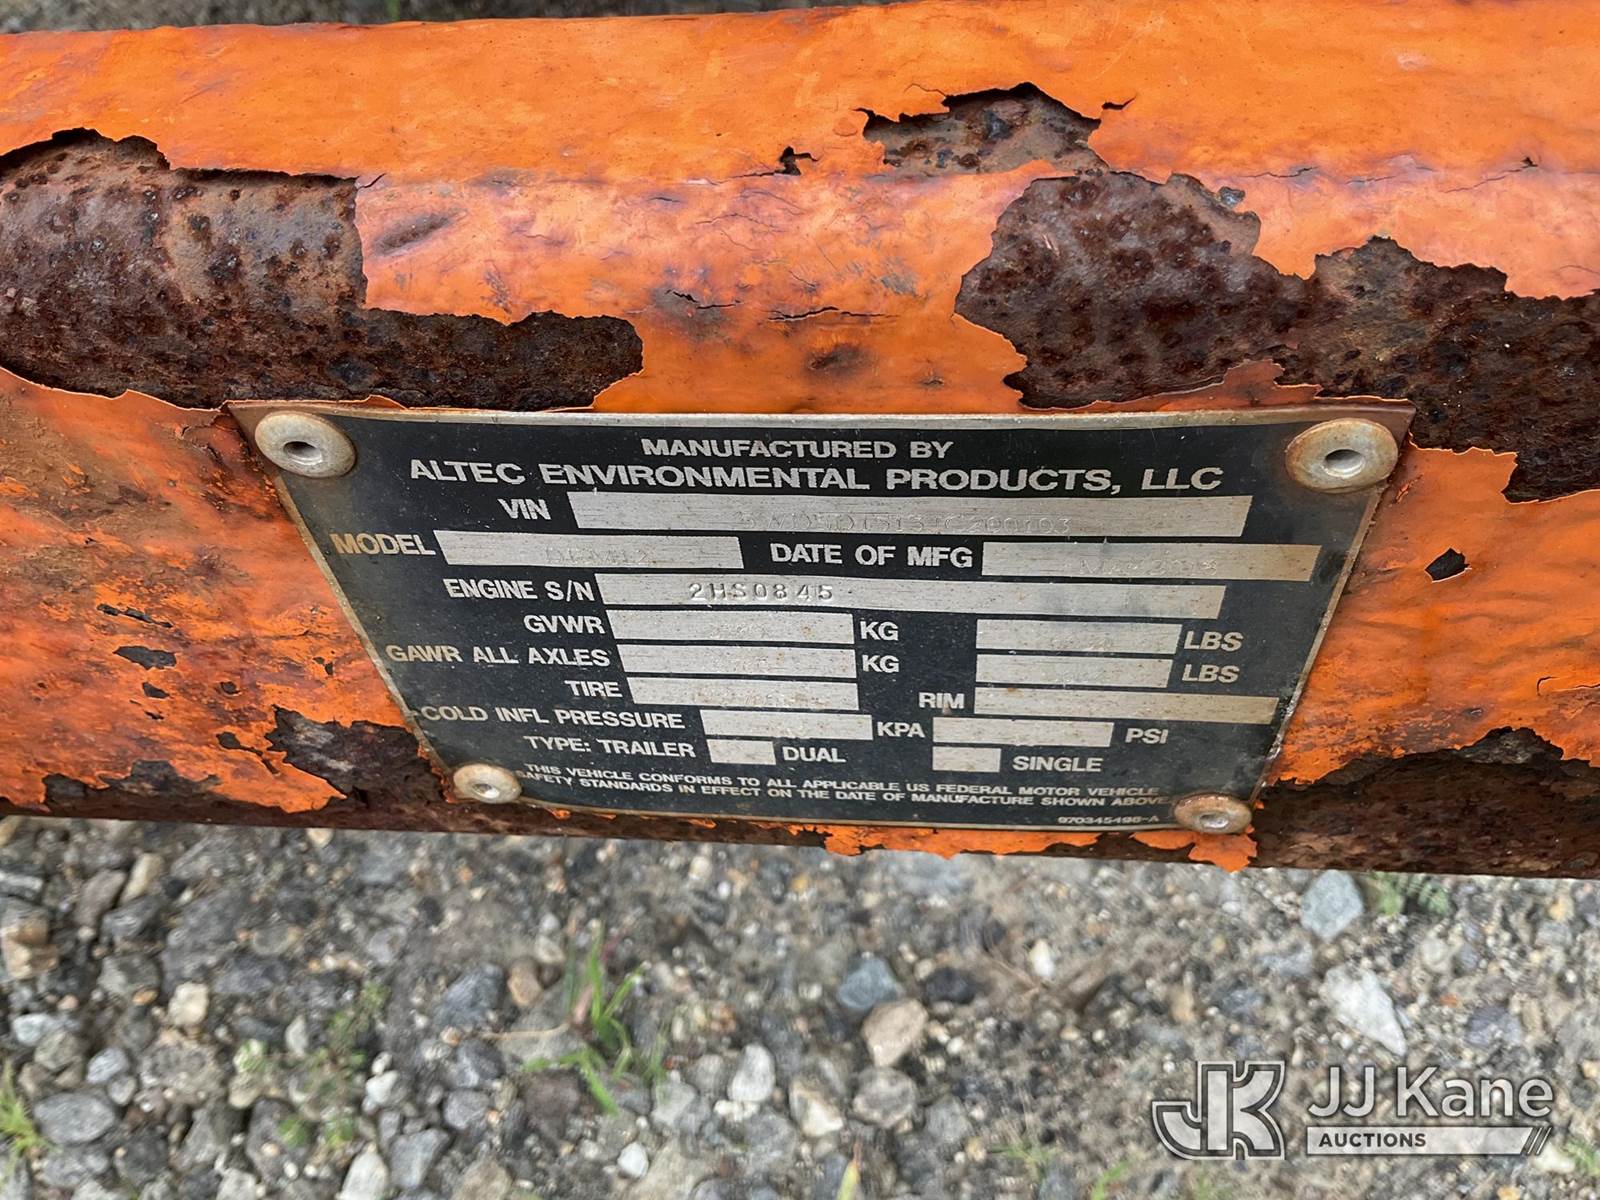 MANUFACTURED BY
ALTEC ENVIRONMENTAL PRODUCTS, LLC
VIN
MODEL DATE OF MFG
ENGINE S/N 2HS0845
GVWR KG LBS
GAWR ALL AXLES KG LBS
TIRE RIM
COLD INFL PRESSURE KPA PSI
TYPE: TRAILER DUAL SINGLE
THIS VEHICLE CONFORMS TO ALL APPLICABLE US FEDERAL MOTOR VEHICLE
SAFETY STANDARDS IN EFFECT ON THE DATE OF MANUFACTURE SHOWN ABOVE
970345496-A
JK JJ Kane
AUCTIONS